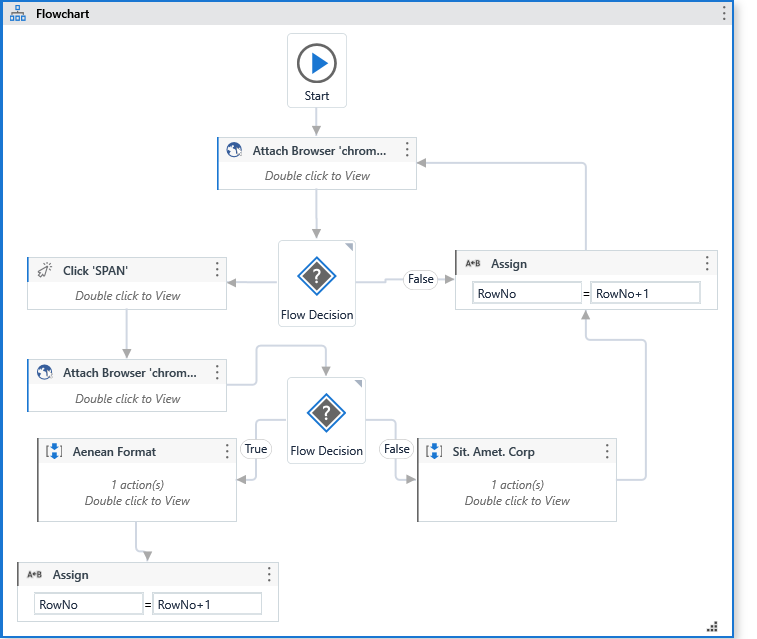 Flowchart
Start
Attach Browser 'chrom...
Double click to View
Flow Decision
False
Click 'SPAN'
Double click to View
A+B Assign
RowNo = RowNo+1
Attach Browser 'chrom...
Double click to View
Flow Decision
True
False
Aenean Format
1 action(s)
Double click to View
Sit. Amet. Corp
1 action(s)
Double click to View
A+B Assign
RowNo = RowNo+1